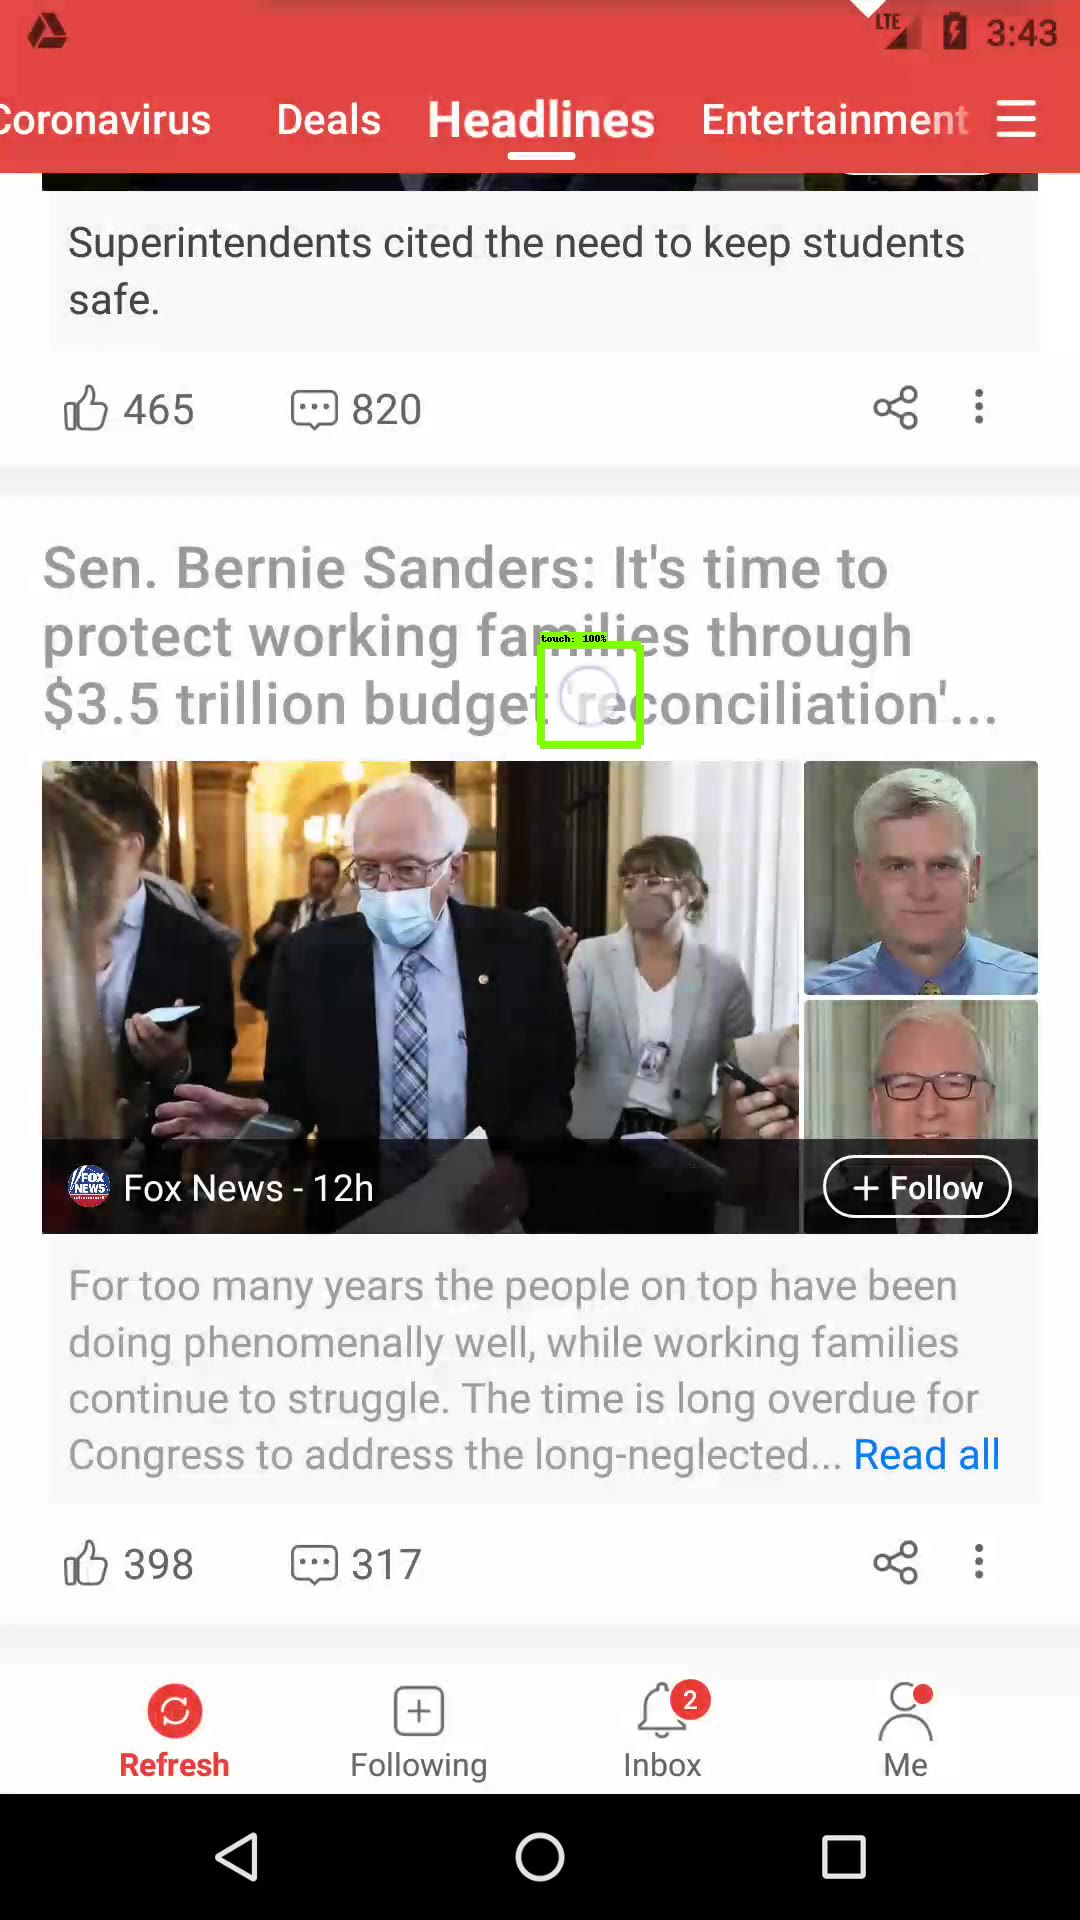 LTE 3:43
Coronavirus Deals Headlines Entertainment
Superintendents cited the need to keep students
safe.
465 820
Sen. Bernie Sanders: It's time to
protect working families through
$3.5 trillion budget 'reconciliation'...
touch: 100%
FOX
NEWS
Fox News - 12h
+ Follow
For too many years the people on top have been
doing phenomenally well, while working families
continue to struggle. The time is long overdue for
Congress to address the long-neglected... Read all
398 317
2
Refresh Following Inbox Me